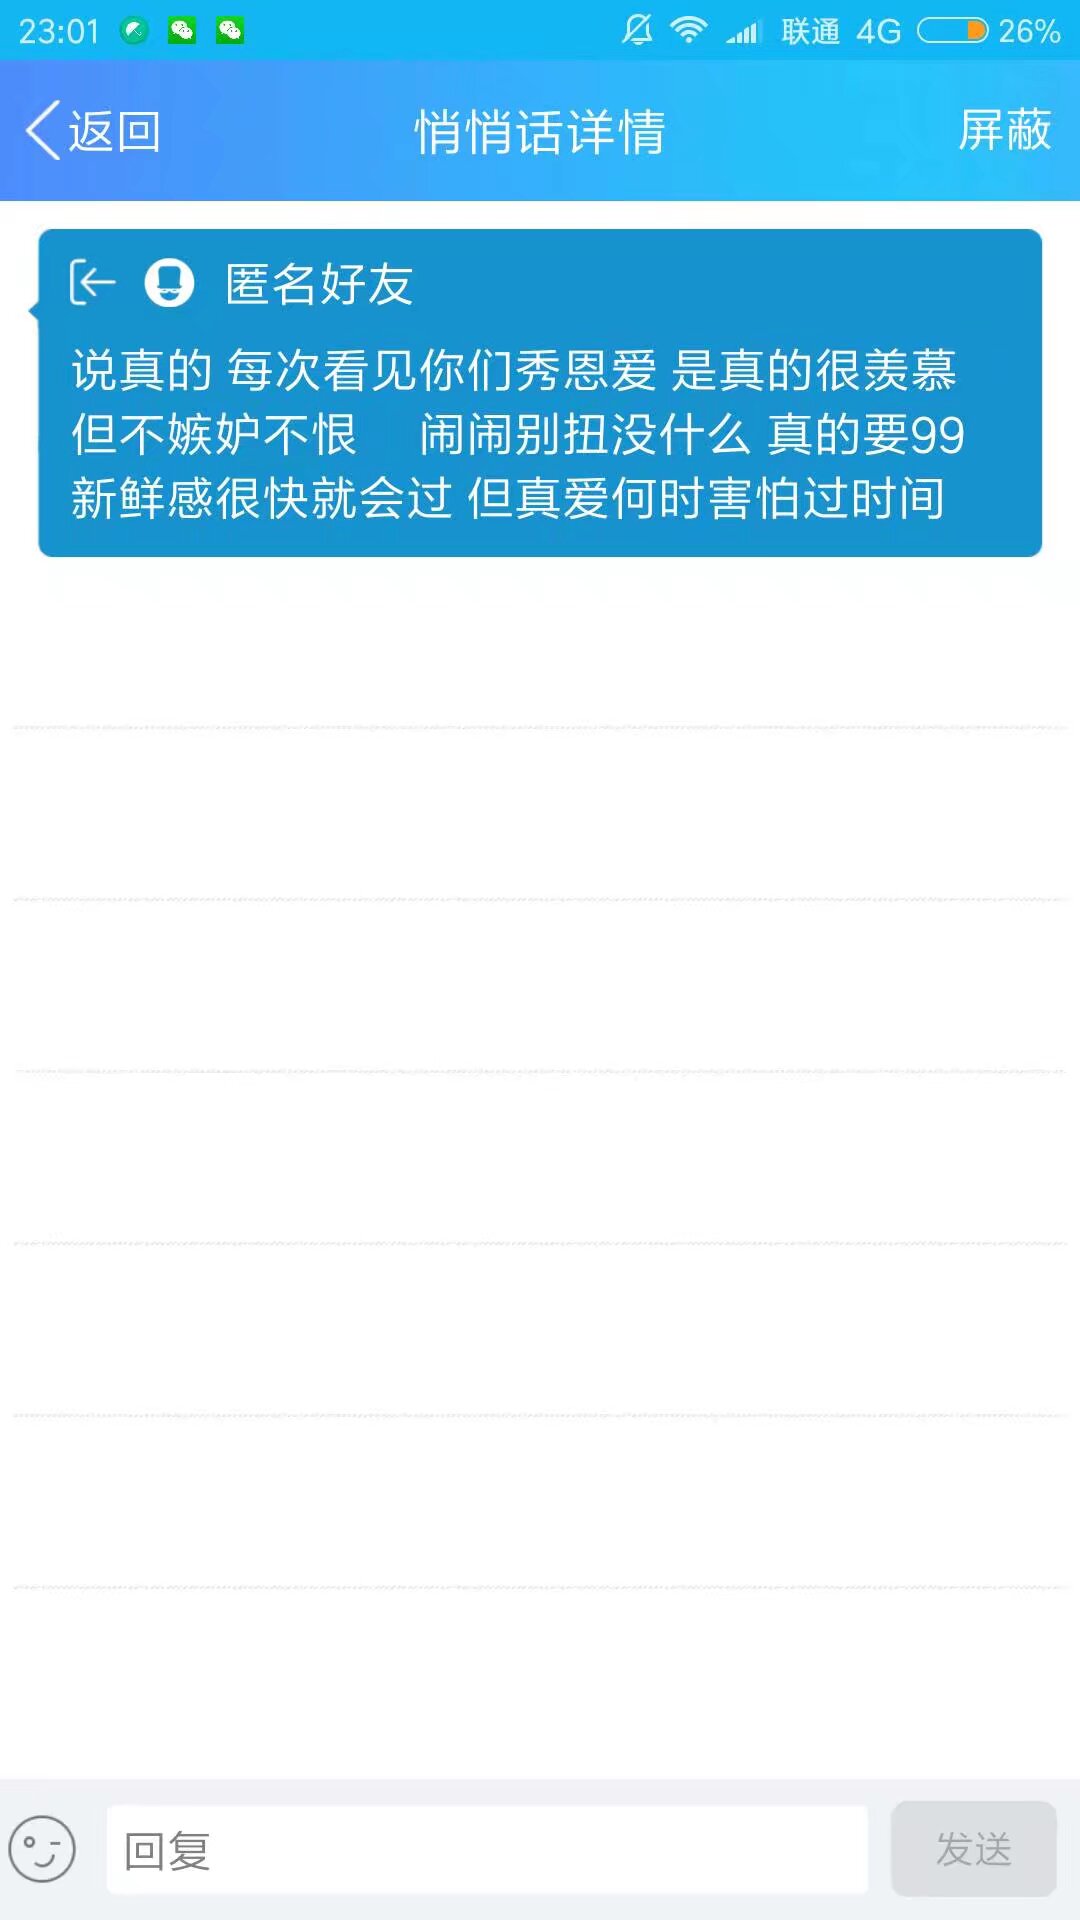 23:01 联通 4G 26%
返回 悄悄话详情 屏蔽
匿名好友
说真的 每次看见你们秀恩爱 是真的很羡慕
但不嫉妒不恨　闹闹别扭没什么 真的要99
新鲜感很快就会过 但真爱何时害怕过时间
回复 发送